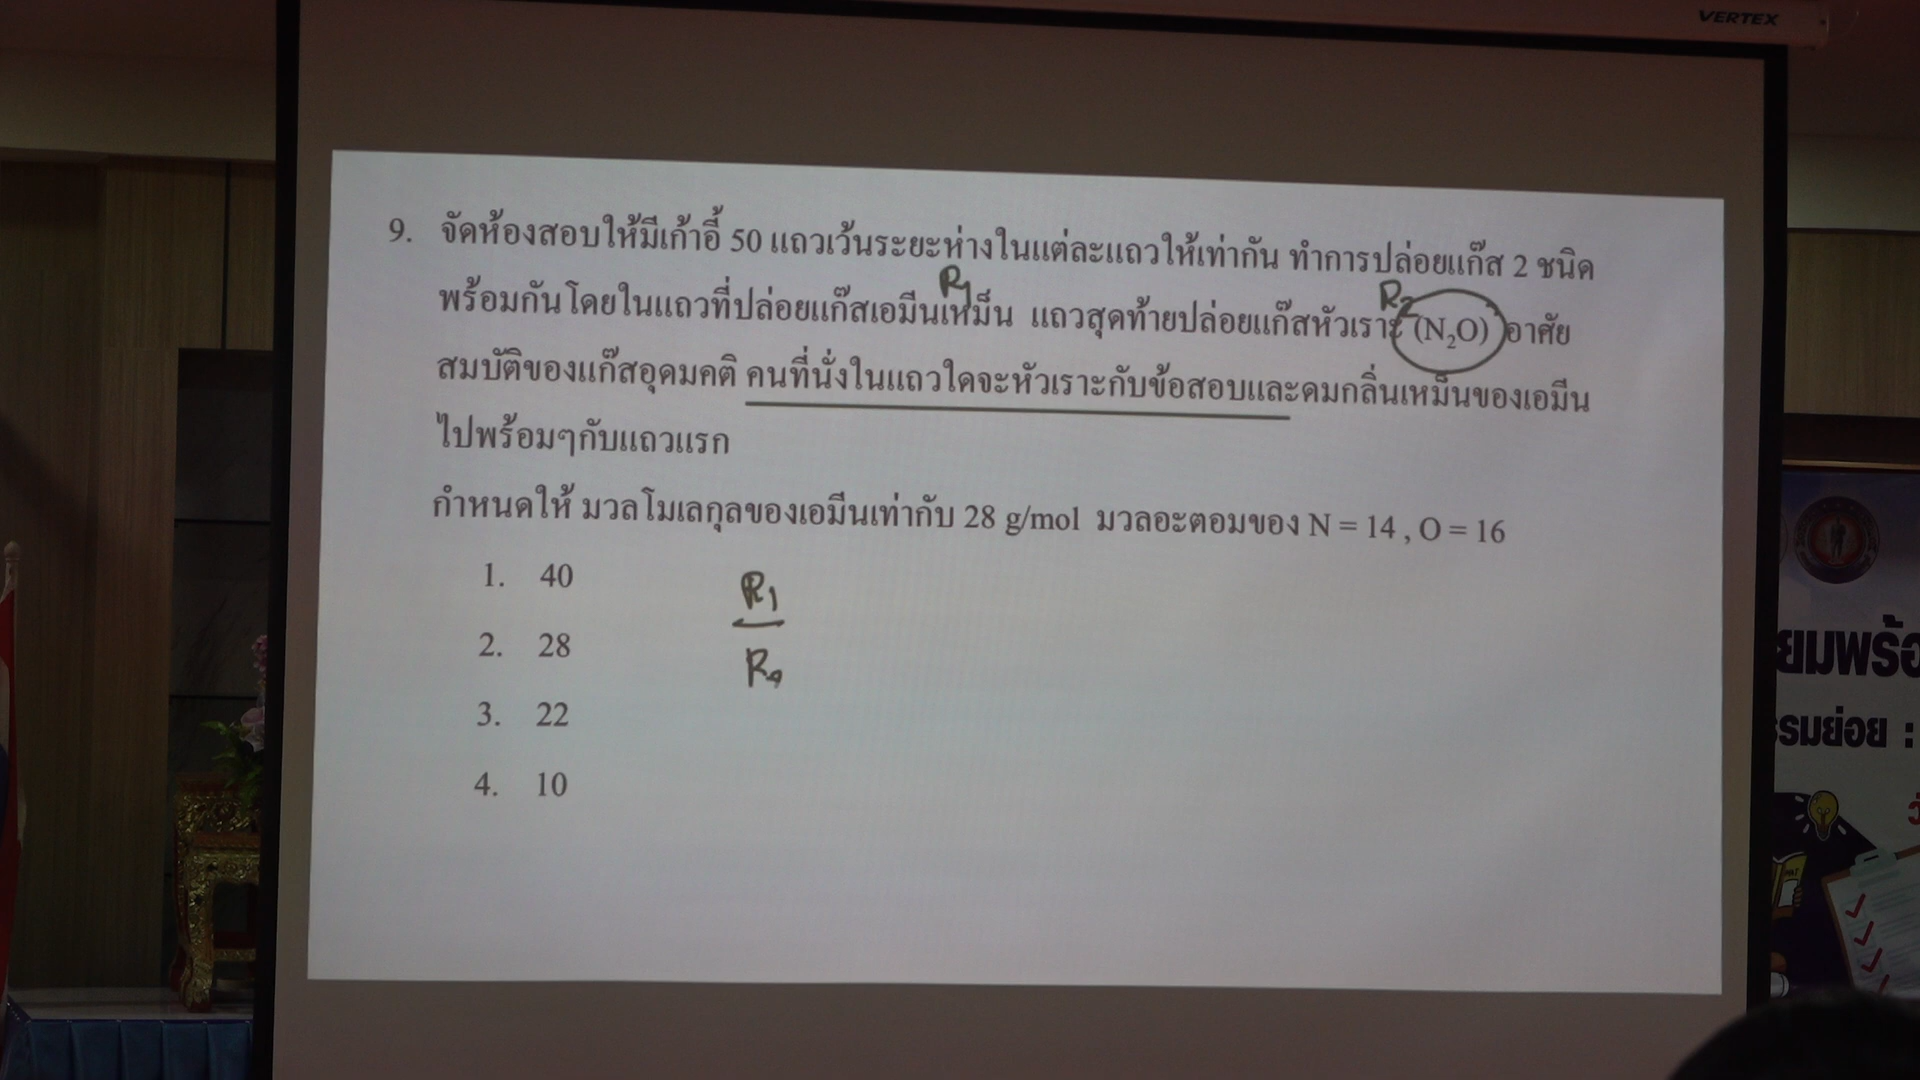 VERTEX
9. จัดห้องสอบให้มีเก้าอี้ 50 แถวเว้นระยะห่างในแต่ละแถวให้เท่ากัน ทำการปล่อยแก๊ส 2 ชนิด
R1
R2
พร้อมกันโดยในแถวที่ปล่อยแก๊สเอมีนเหม็น แถวสุดท้ายปล่อยแก๊สหัวเราะ (N₂O) อาศัย
สมบัติของแก๊สอุดมคติ คนที่นั่งในแถวใดจะหัวเราะกับข้อสอบและดมกลิ่นเหม็นของเอมีน
ไปพร้อมๆกับแถวแรก
กำหนดให้ มวลโมเลกุลของเอมีนเท่ากับ 28 g/mol มวลอะตอมของ N = 14 , O = 16
1. 40
2. 28
3. 22
4. 10
R1
R2
รรมย่อย :